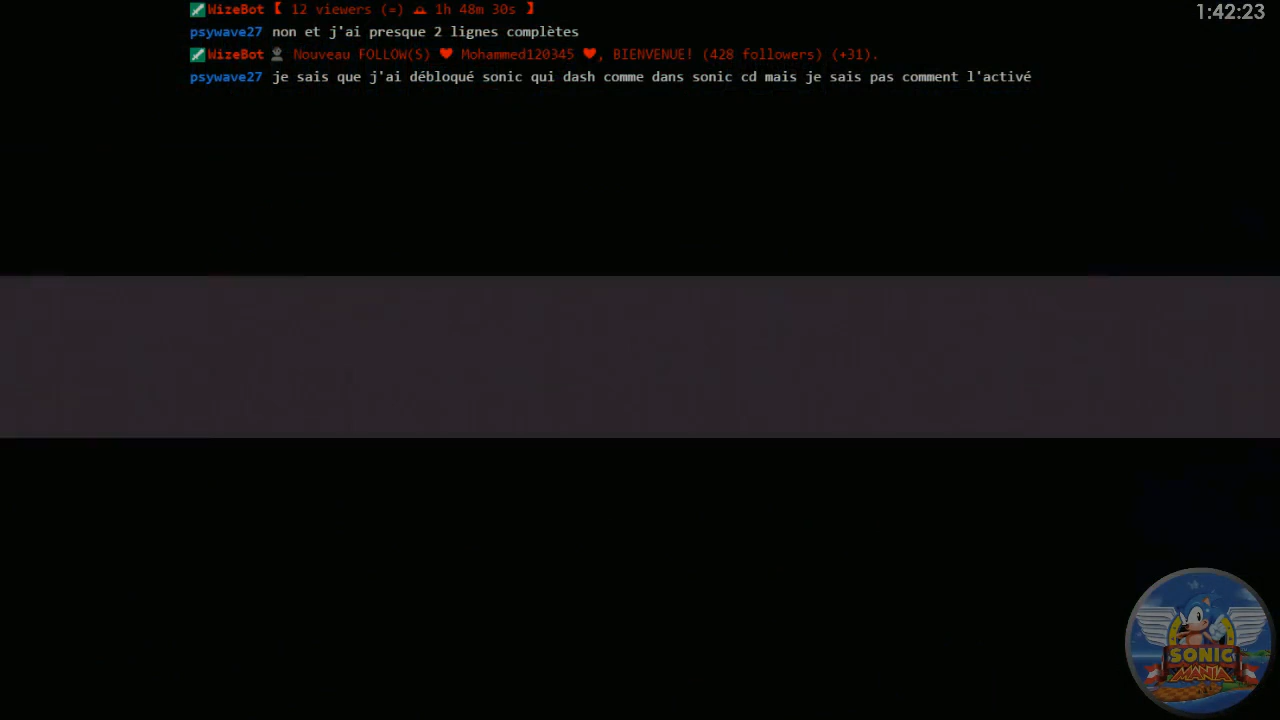 1:42:23
WizeBot 【 12 viewers (=) 1h 48m 30s 】
psywave27 non et j'ai presque 2 lignes complètes
WizeBot Nouveau FOLLOW(S) ❤ Mohammed120345 ❤, BIENVENUE! (428 followers) (+31).
psywave27 je sais que j'ai débloqué sonic qui dash comme dans sonic cd mais je sais pas comment l'activé
SONIC
MANIA